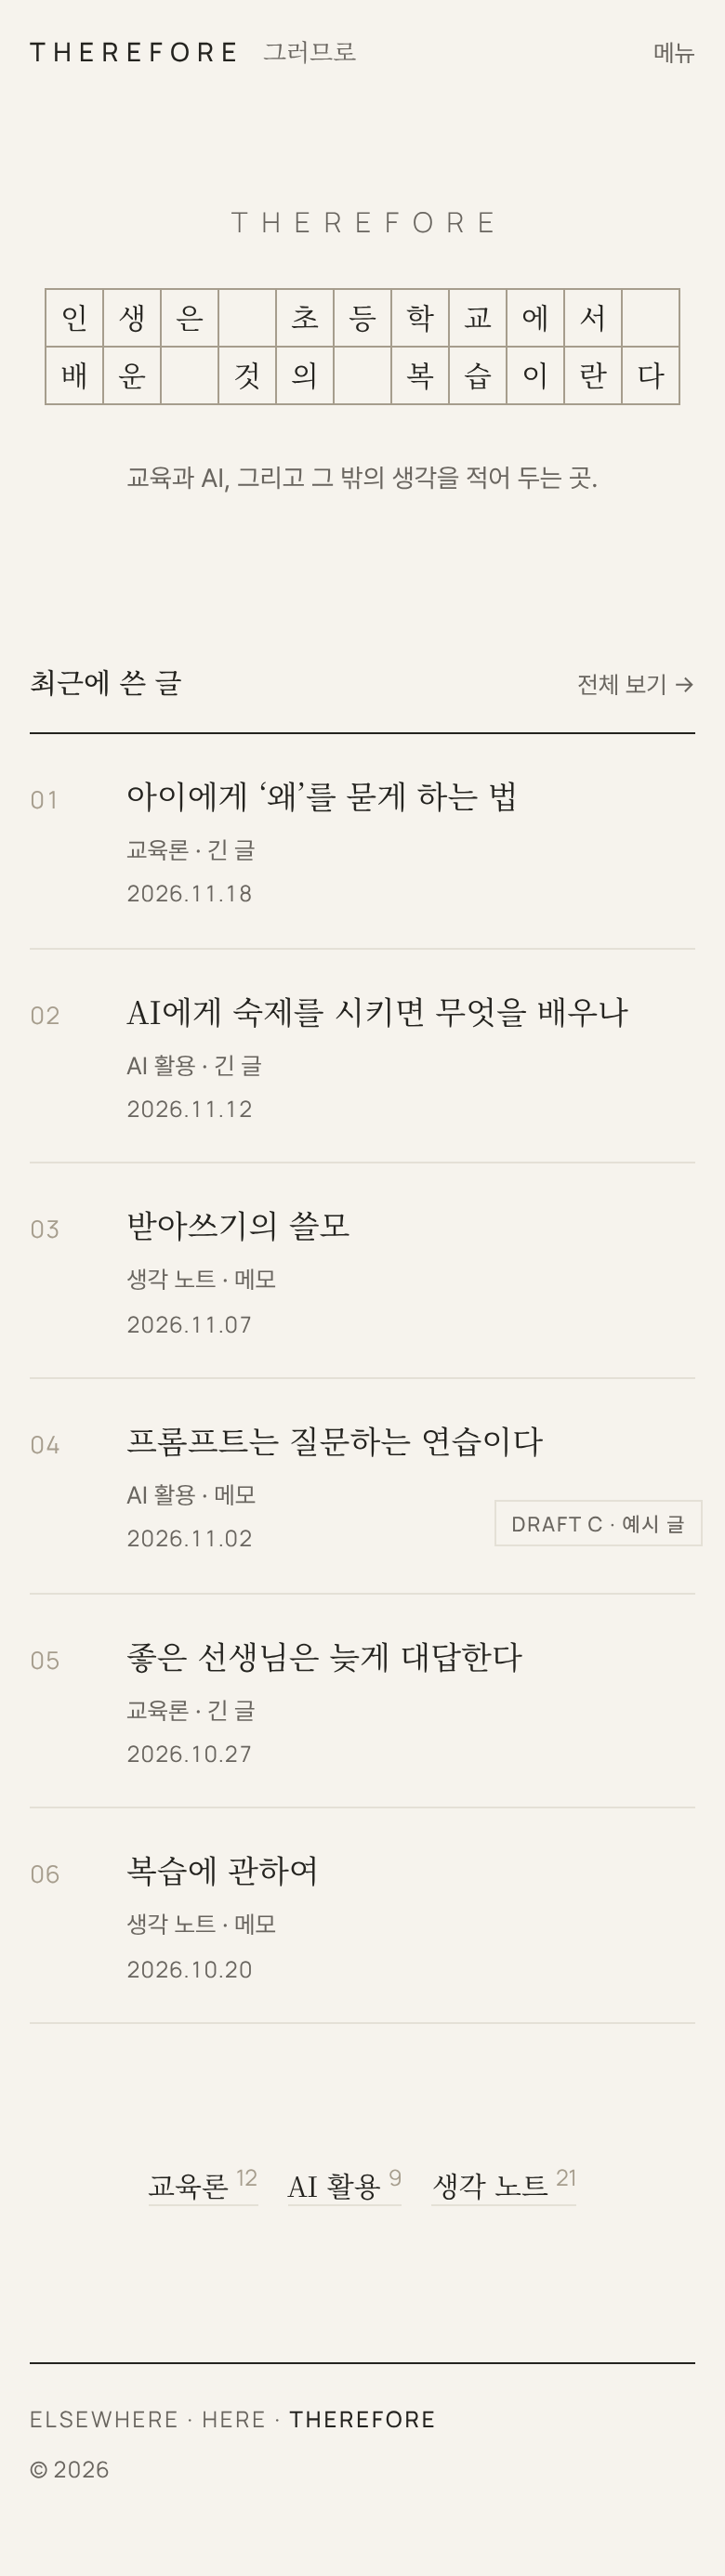 THEREFORE 그러므로 메뉴
THEREFORE
인생은 초등학교에서
배운 것의 복습이란다
교육과 AI, 그리고 그 밖의 생각을 적어 두는 곳.
최근에 쓴 글 전체 보기 →
01 아이에게 ‘왜’를 묻게 하는 법
교육론 · 긴 글
2026.11.18
02 AI에게 숙제를 시키면 무엇을 배우나
AI 활용 · 긴 글
2026.11.12
03 받아쓰기의 쓸모
생각 노트 · 메모
2026.11.07
04 프롬프트는 질문하는 연습이다
AI 활용 · 메모
DRAFT C · 예시 글
2026.11.02
05 좋은 선생님은 늦게 대답한다
교육론 · 긴 글
2026.10.27
06 복습에 관하여
생각 노트 · 메모
2026.10.20
교육론 12 AI 활용 9 생각 노트 21
ELSEWHERE · HERE · THEREFORE
© 2026